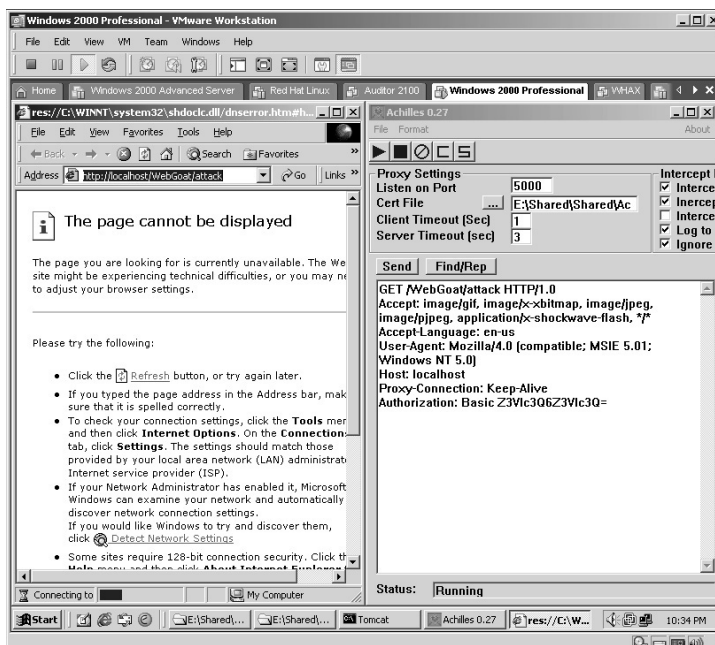 Windows 2000 Professional - VMware Workstation
File Edit View VM Team Windows Help
Home Windows 2000 Advanced Server Red Hat Linux Auditor 2100 Windows 2000 Professional WHAX
res://C:\WINNT\system32\shdoclc.dll/dnserror.htm#h...
File Edit View Favorites Tools Help
Back Search Favorites »
Address http://localhost/WebGoat/attack Go Links »
The page cannot be displayed
The page you are looking for is currently unavailable. The We
site might be experiencing technical difficulties, or you may ne
to adjust your browser settings.
Please try the following:
• Click the Refresh button, or try again later.
• If you typed the page address in the Address bar, mak
sure that it is spelled correctly.
• To check your connection settings, click the Tools mer
and then click Internet Options. On the Connection:
tab, click Settings. The settings should match those
provided by your local area network (LAN) administrat
Internet service provider (ISP).
• If your Network Administrator has enabled it, Microsoft
Windows can examine your network and automatically
discover network connection settings.
If you would like Windows to try and discover them,
click Detect Network Settings
• Some sites require 128-bit connection security. Click th
Help menu and then click About Internet Explorer
Connecting to My Computer
Achilles 0.27
File Format About
Proxy Settings
Listen on Port 5000
Cert File ... E:\Shared\Shared\Ac
Client Timeout (Sec) 1
Server Timeout (sec) 3
Intercept
Interce
Inercep
Interce
Log to
Ignore
Send Find/Rep
GET /WebGoat/attack HTTP/1.0
Accept: image/gif, image/x-xbitmap, image/jpeg,
image/pjpeg, application/x-shockwave-flash, */*
Accept-Language: en-us
User-Agent: Mozilla/4.0 (compatible; MSIE 5.01;
Windows NT 5.0)
Host: localhost
Proxy-Connection: Keep-Alive
Authorization: Basic Z3Vlc3Q6Z3Vlc3Q=
Status: Running
Start E:\Shared\... E:\Shared\... Tomcat Achilles 0.27 res://C:\W... 10:34 PM